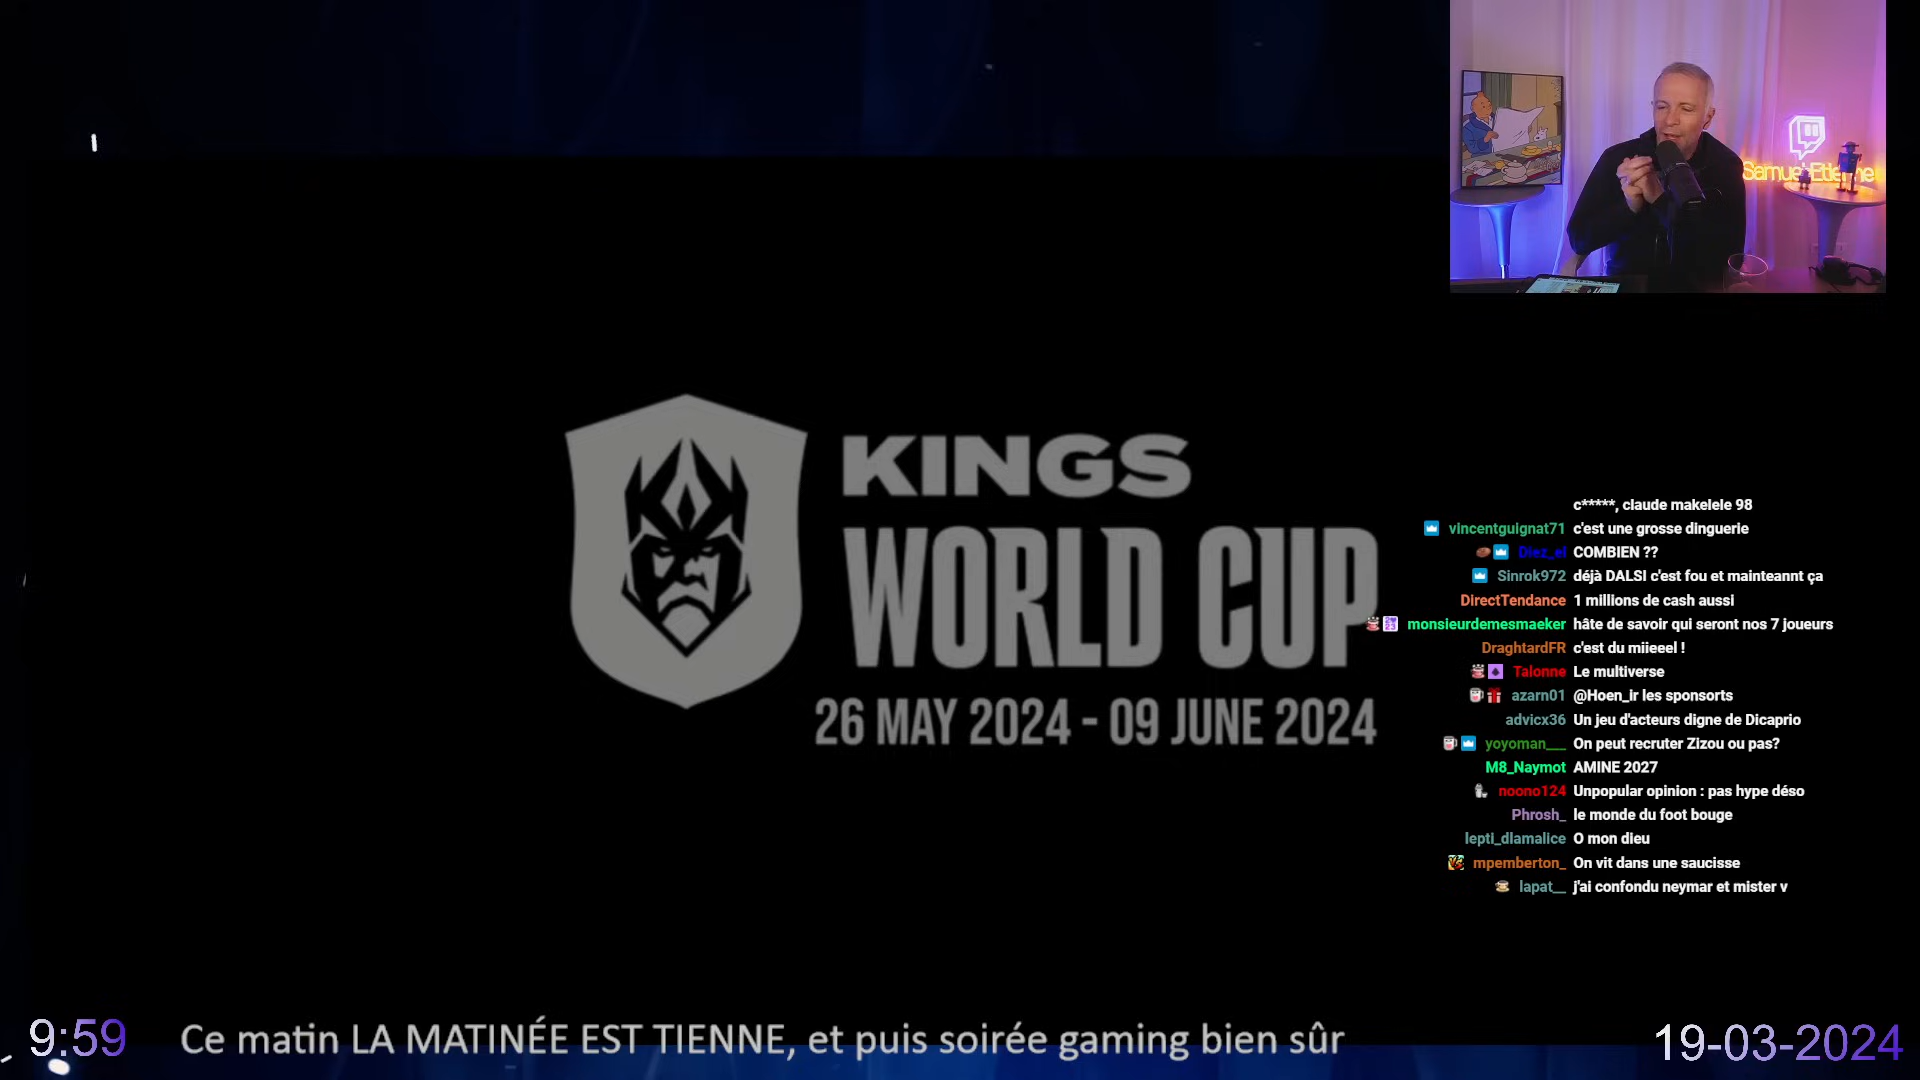 Samuel Etienne
KINGS
WORLD CUP
26 MAY 2024 - 09 JUNE 2024
c*****, claude makelele 98
vincentguignat71 c'est une grosse dinguerie
Diez_el COMBIEN ??
Sinrok972 déjà DALSI c'est fou et mainteannt ça
DirectTendance 1 millions de cash aussi
monsieurdemesmaeker hâte de savoir qui seront nos 7 joueurs
DraghtardFR c'est du miieeel !
Talonne Le multiverse
azarn01 @Hoen_ir les sponsorts
advicx36 Un jeu d'acteurs digne de Dicaprio
yoyoman___ On peut recruter Zizou ou pas?
M8_Naymot AMINE 2027
noono124 Unpopular opinion : pas hype déso
Phrosh_ le monde du foot bouge
lepti_dlamalice O mon dieu
mpemberton_ On vit dans une saucisse
lapat__ j'ai confondu neymar et mister v
9:59 Ce matin LA MATINÉE EST TIENNE, et puis soirée gaming bien sûr 19-03-2024